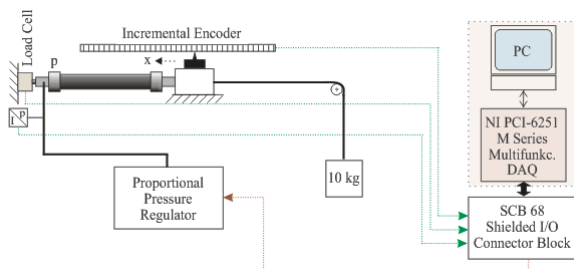 Load Cell
Incremental Encoder
p
x
PC
p
I
NI PCI-6251
M Series
Multifunkc.
DAQ
10 kg
Proportional
Pressure
Regulator
SCB 68
Shielded I/O
Connector Block